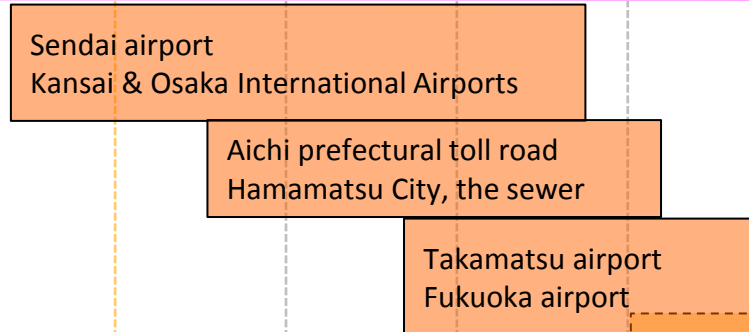 Sendai airport
Kansai & Osaka International Airports
Aichi prefectural toll road
Hamamatsu City, the sewer
Takamatsu airport
Fukuoka airport